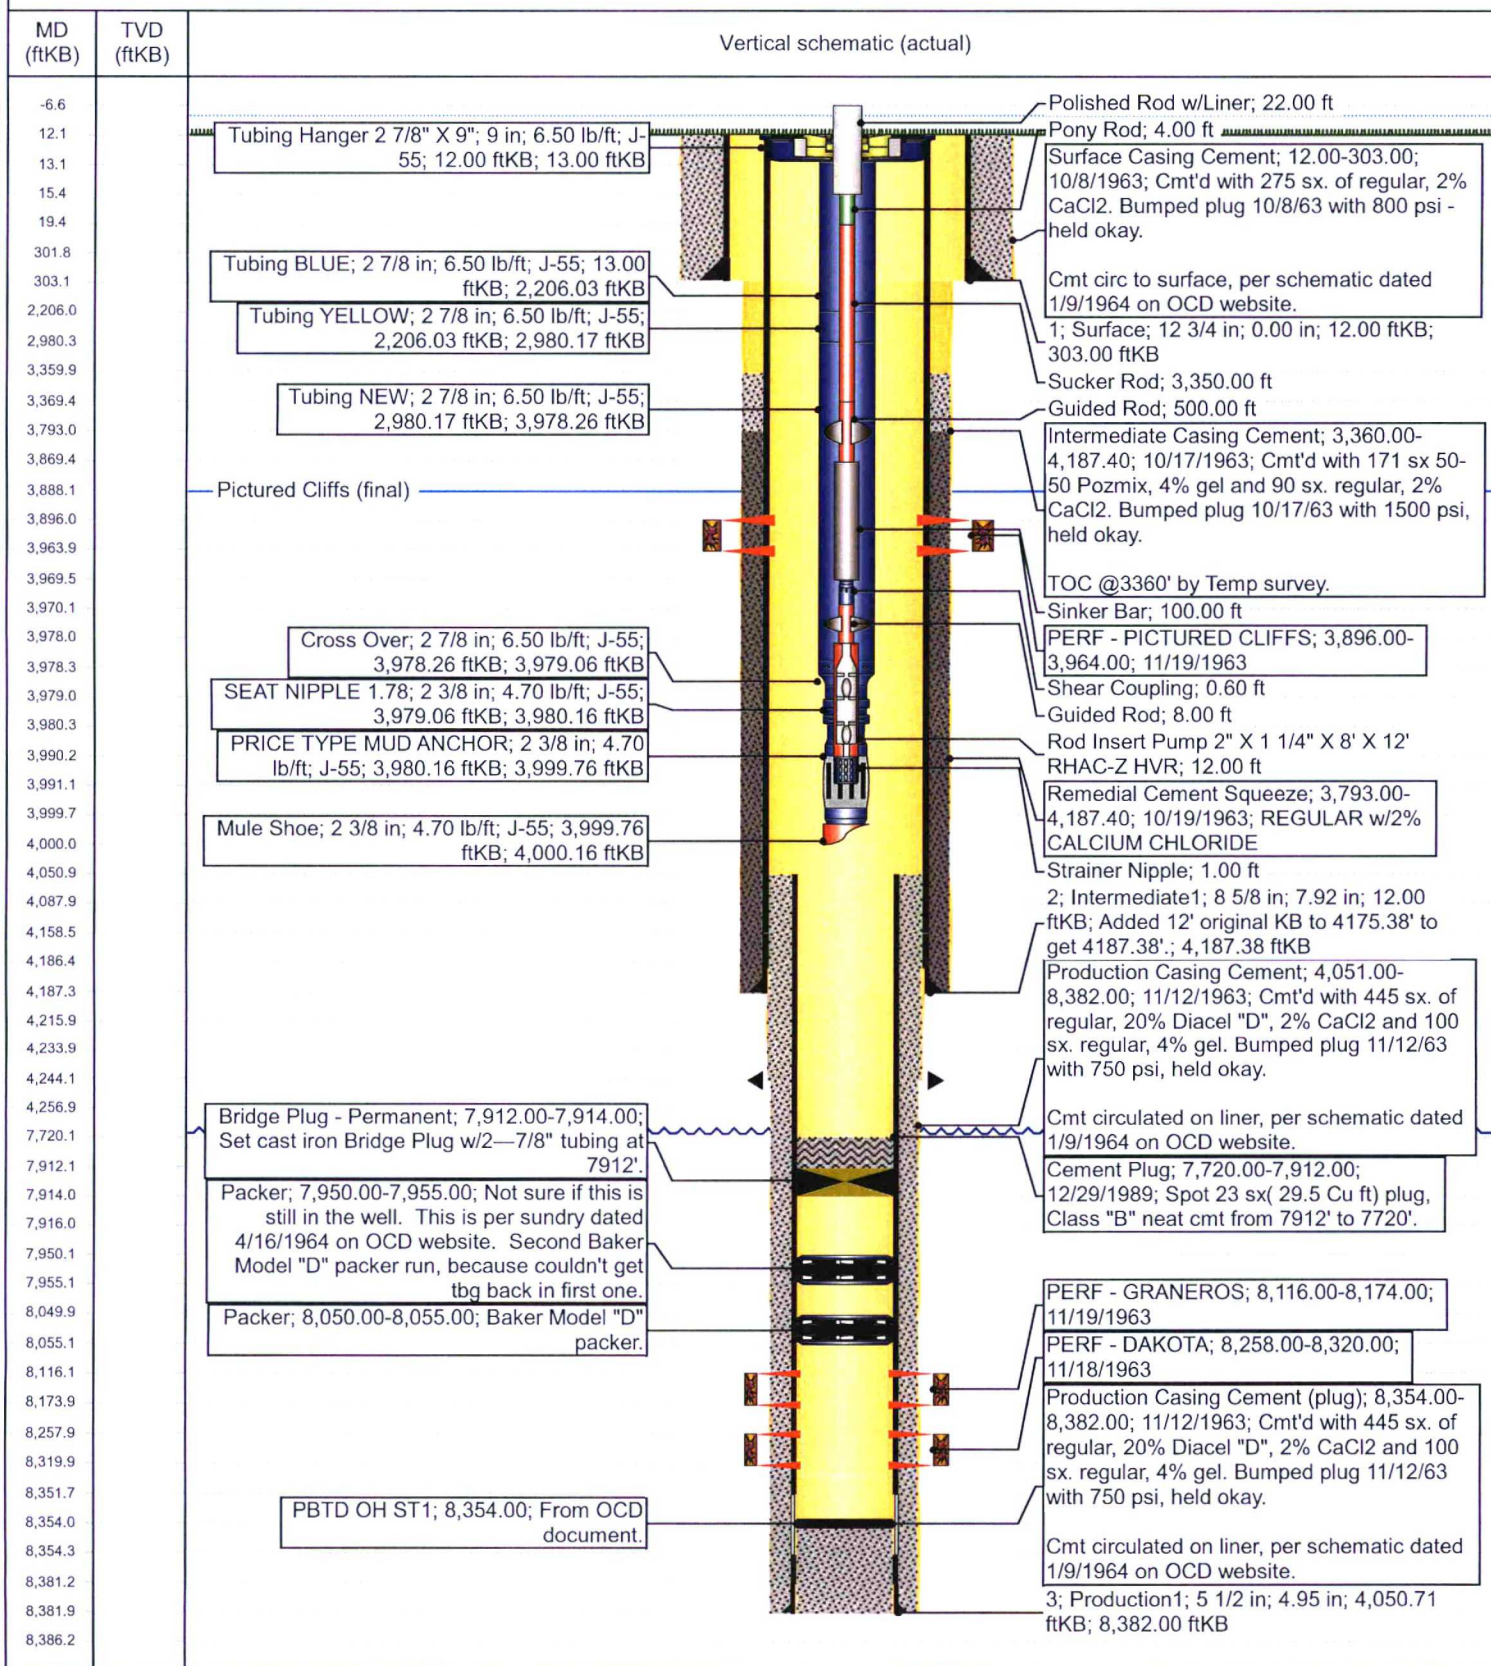 MD
(ftKB)
TVD
(ftKB)
Vertical schematic (actual)
-6.6
12.1
13.1
15.4
19.4
301.8
303.1
2,206.0
2,980.3
3,359.9
3,369.4
3,793.0
3,869.4
3,888.1
3,896.0
3,963.9
3,969.5
3,970.1
3,978.0
3,978.3
3,979.0
3,980.3
3,990.2
3,991.1
3,999.7
4,000.0
4,050.9
4,087.9
4,158.5
4,186.4
4,187.3
4,215.9
4,233.9
4,244.1
4,256.9
7,720.1
7,912.1
7,914.0
7,916.0
7,950.1
7,955.1
8,049.9
8,055.1
8,116.1
8,173.9
8,257.9
8,319.9
8,351.7
8,354.0
8,354.3
8,381.2
8,381.9
8,386.2
Tubing Hanger 2 7/8" X 9"; 9 in; 6.50 lb/ft; J-
55; 12.00 ftKB; 13.00 ftKB
Tubing BLUE; 2 7/8 in; 6.50 lb/ft; J-55; 13.00
ftKB; 2,206.03 ftKB
Tubing YELLOW; 2 7/8 in; 6.50 lb/ft; J-55;
2,206.03 ftKB; 2,980.17 ftKB
Tubing NEW; 2 7/8 in; 6.50 lb/ft; J-55;
2,980.17 ftKB; 3,978.26 ftKB
Pictured Cliffs (final)
Cross Over; 2 7/8 in; 6.50 lb/ft; J-55;
3,978.26 ftKB; 3,979.06 ftKB
SEAT NIPPLE 1.78; 2 3/8 in; 4.70 lb/ft; J-55;
3,979.06 ftKB; 3,980.16 ftKB
PRICE TYPE MUD ANCHOR; 2 3/8 in; 4.70
lb/ft; J-55; 3,980.16 ftKB; 3,999.76 ftKB
Mule Shoe; 2 3/8 in; 4.70 lb/ft; J-55; 3,999.76
ftKB; 4,000.16 ftKB
Bridge Plug - Permanent; 7,912.00-7,914.00;
Set cast iron Bridge Plug w/2—7/8" tubing at
7912'.
Packer; 7,950.00-7,955.00; Not sure if this is
still in the well. This is per sundry dated
4/16/1964 on OCD website. Second Baker
Model "D" packer run, because couldn't get
tbg back in first one.
Packer; 8,050.00-8,055.00; Baker Model "D"
packer.
PBTD OH ST1; 8,354.00; From OCD
document.
Polished Rod w/Liner; 22.00 ft
Pony Rod; 4.00 ft
Surface Casing Cement; 12.00-303.00;
10/8/1963; Cmt'd with 275 sx. of regular, 2%
CaCl2. Bumped plug 10/8/63 with 800 psi -
held okay.
Cmt circ to surface, per schematic dated
1/9/1964 on OCD website.
1; Surface; 12 3/4 in; 0.00 in; 12.00 ftKB;
303.00 ftKB
Sucker Rod; 3,350.00 ft
Guided Rod; 500.00 ft
Intermediate Casing Cement; 3,360.00-
4,187.40; 10/17/1963; Cmt'd with 171 sx 50-
50 Pozmix, 4% gel and 90 sx. regular, 2%
CaCl2. Bumped plug 10/17/63 with 1500 psi,
held okay.
TOC @3360' by Temp survey.
Sinker Bar; 100.00 ft
PERF - PICTURED CLIFFS; 3,896.00-
3,964.00; 11/19/1963
Shear Coupling; 0.60 ft
Guided Rod; 8.00 ft
Rod Insert Pump 2" X 1 1/4" X 8' X 12'
RHAC-Z HVR; 12.00 ft
Remedial Cement Squeeze; 3,793.00-
4,187.40; 10/19/1963; REGULAR w/2%
CALCIUM CHLORIDE
Strainer Nipple; 1.00 ft
2; Intermediate1; 8 5/8 in; 7.92 in; 12.00
ftKB; Added 12' original KB to 4175.38' to
get 4187.38'.; 4,187.38 ftKB
Production Casing Cement; 4,051.00-
8,382.00; 11/12/1963; Cmt'd with 445 sx. of
regular, 20% Diacel "D", 2% CaCl2 and 100
sx. regular, 4% gel. Bumped plug 11/12/63
with 750 psi, held okay.
Cmt circulated on liner, per schematic dated
1/9/1964 on OCD website.
Cement Plug; 7,720.00-7,912.00;
12/29/1989; Spot 23 sx( 29.5 Cu ft) plug,
Class "B" neat cmt from 7912' to 7720'.
PERF - GRANEROS; 8,116.00-8,174.00;
11/19/1963
PERF - DAKOTA; 8,258.00-8,320.00;
11/18/1963
Production Casing Cement (plug); 8,354.00-
8,382.00; 11/12/1963; Cmt'd with 445 sx. of
regular, 20% Diacel "D", 2% CaCl2 and 100
sx. regular, 4% gel. Bumped plug 11/12/63
with 750 psi, held okay.
Cmt circulated on liner, per schematic dated
1/9/1964 on OCD website.
3; Production1; 5 1/2 in; 4.95 in; 4,050.71
ftKB; 8,382.00 ftKB